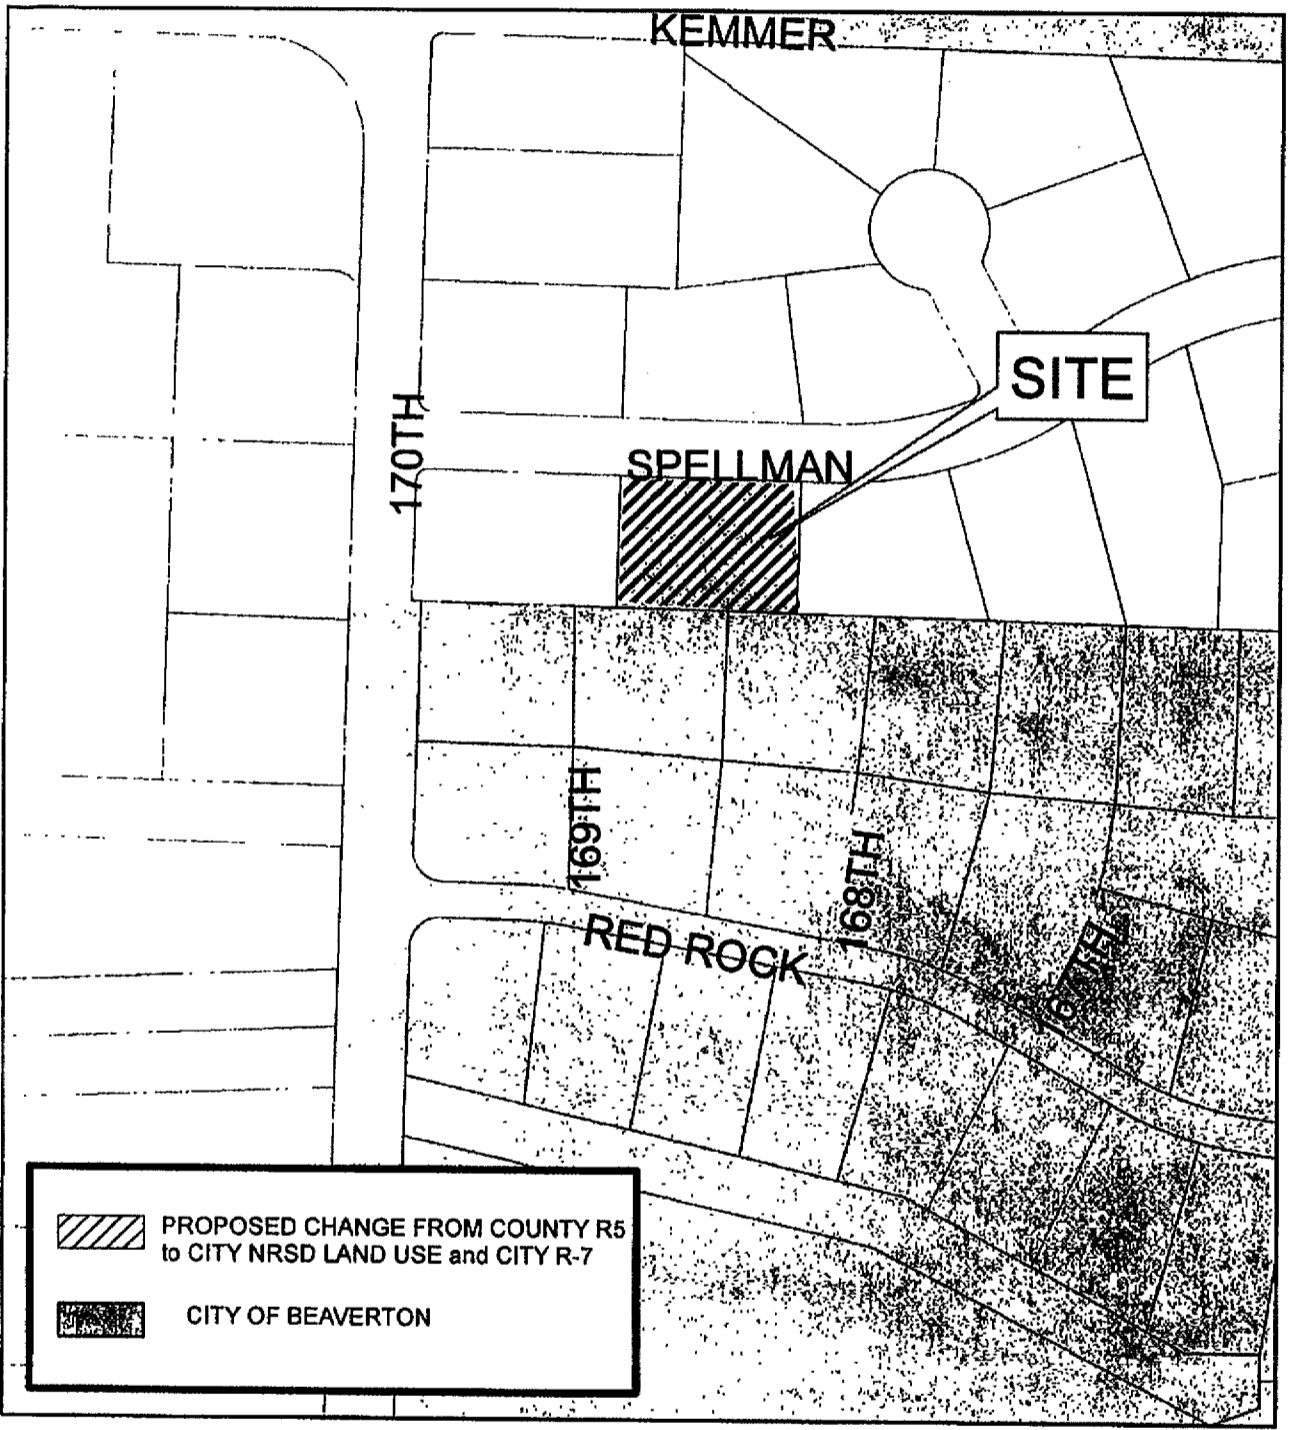 KEMMER
SITE
170TH
SPELLMAN
169TH
168TH
RED ROCK
167TH
PROPOSED CHANGE FROM COUNTY R5
to CITY NRSD LAND USE and CITY R-7
CITY OF BEAVERTON